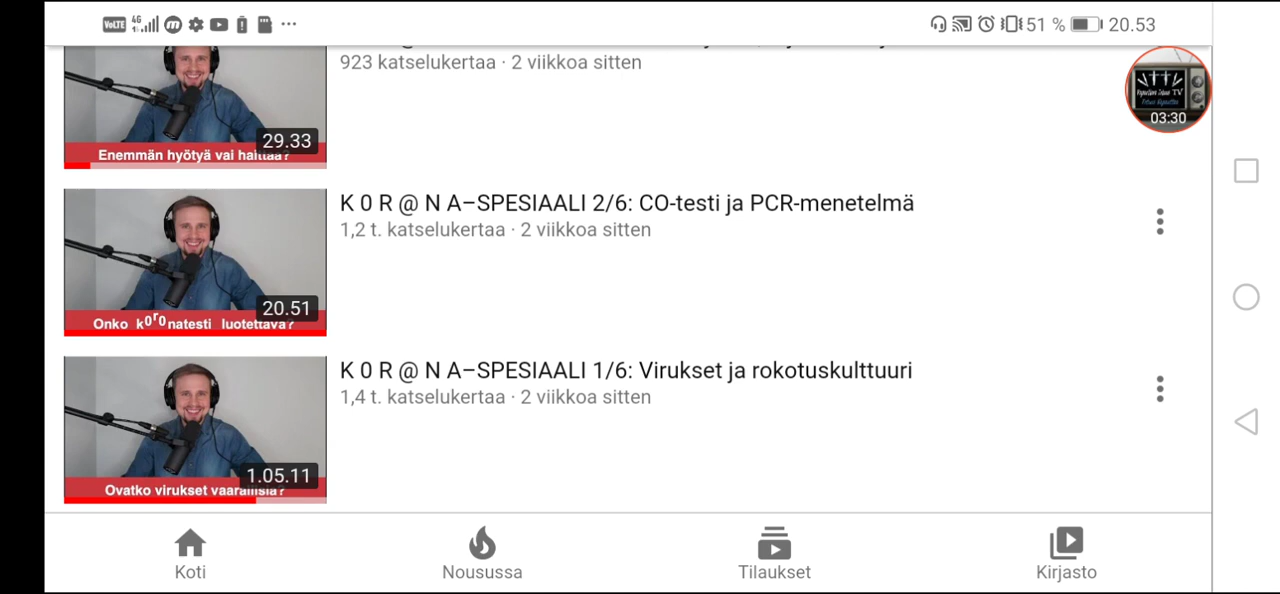 VoLTE 4G 51 % 20.53
923 katselukertaa · 2 viikkoa sitten
29.33
Enemmän hyötyä vai haittaa?
03:30
K 0 R @ N A–SPESIAALI 2/6: CO-testi ja PCR-menetelmä
1,2 t. katselukertaa · 2 viikkoa sitten
20.51
Onko k0r0natesti luotettava?
K 0 R @ N A–SPESIAALI 1/6: Virukset ja rokotuskulttuuri
1,4 t. katselukertaa · 2 viikkoa sitten
1.05.11
Ovatko virukset vaarallisia?
Koti
Nousussa
Tilaukset
Kirjasto